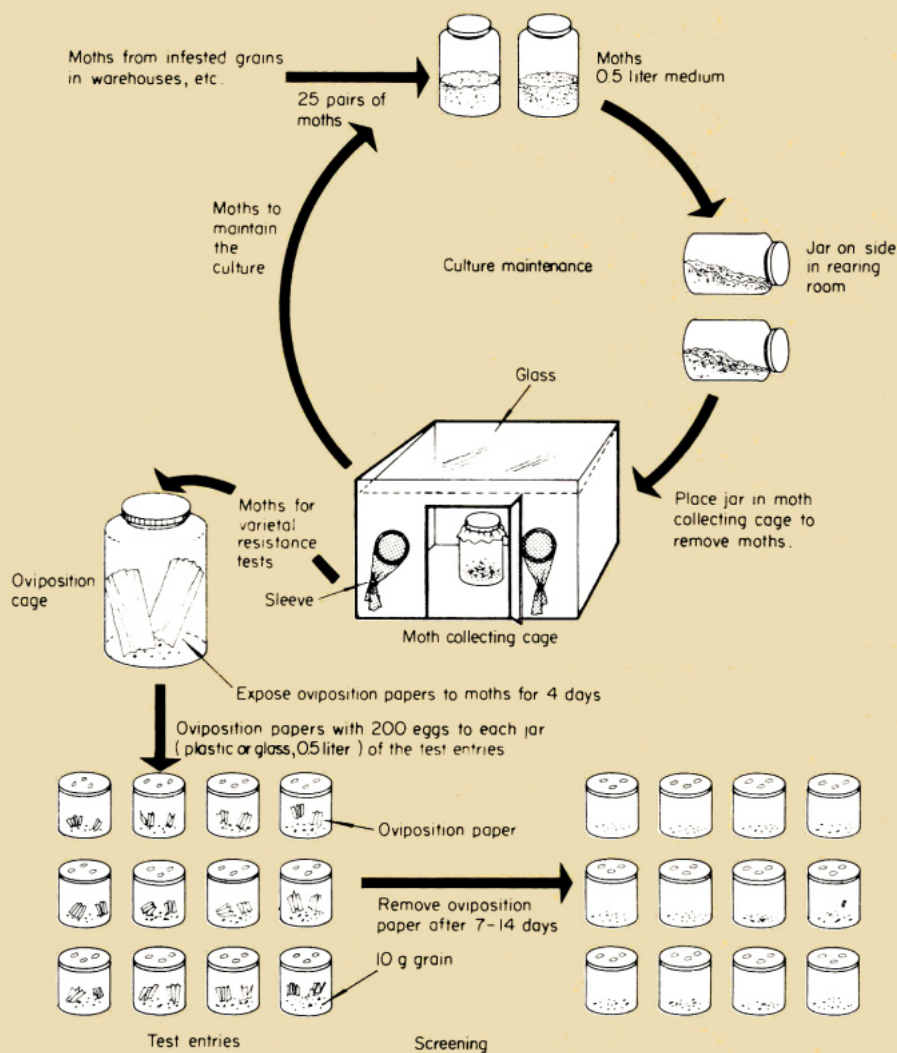 Moths from infested grains
in warehouses, etc.
25 pairs of
moths
Moths
0.5 liter medium
Moths to
maintain
the
culture
Culture maintenance
Jar on side
in rearing
room
Glass
Place jar in moth
collecting cage to
remove moths.
Moths for
varietal
resistance
tests
Oviposition
cage
Sleeve
Moth collecting cage
Expose oviposition papers to moths for 4 days
Oviposition papers with 200 eggs to each jar
(plastic or glass, 0.5 liter) of the test entries
Oviposition paper
Remove oviposition
paper after 7-14 days
10 g grain
Test entries
Screening